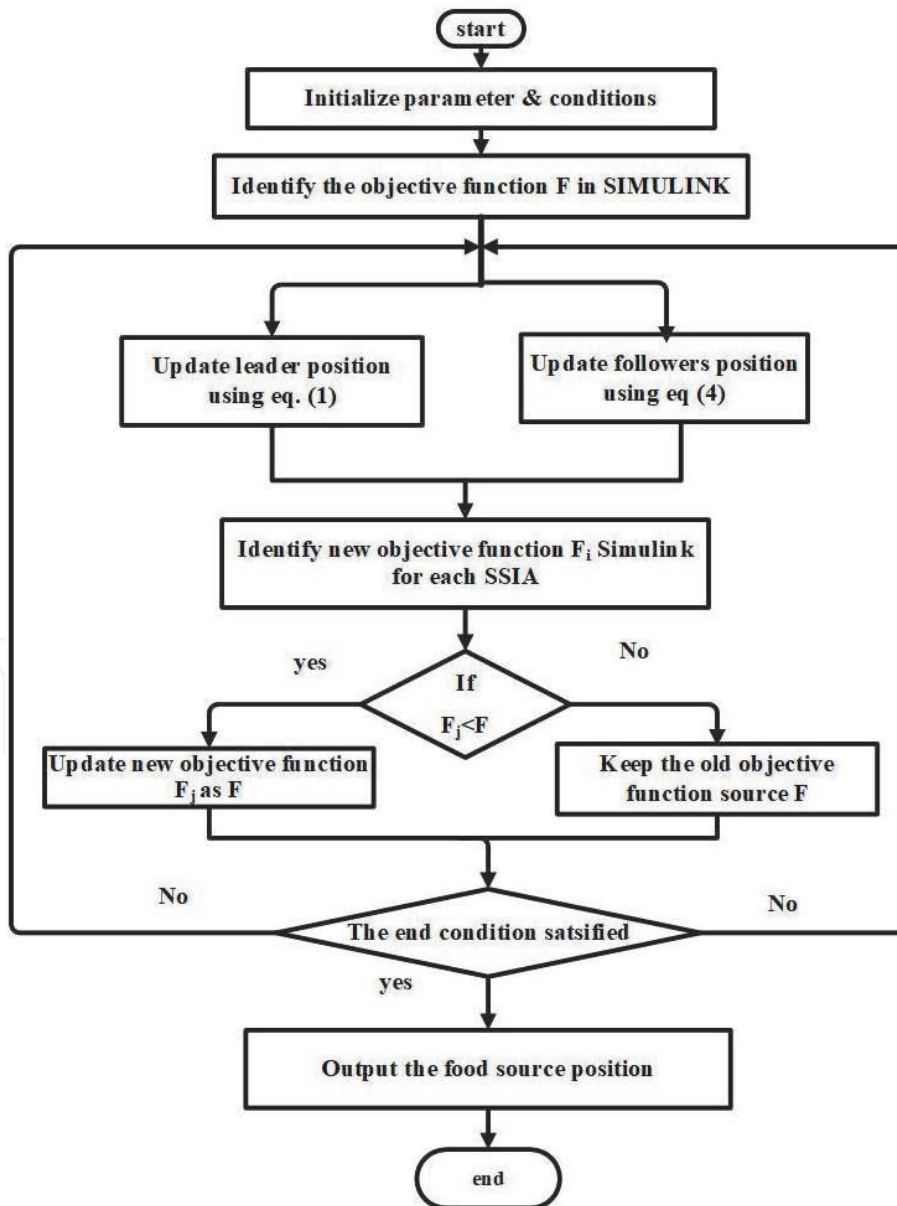 start
Initialize parameter & conditions
Identify the objective function F in SIMULINK
Update leader position
using eq. (1)
Update followers position
using eq (4)
Identify new objective function Fi Simulink
for each SSIA
yes
No
If
Fj<F
Update new objective function
Fj as F
Keep the old objective
function source F
No
No
The end condition satsified
yes
Output the food source position
end